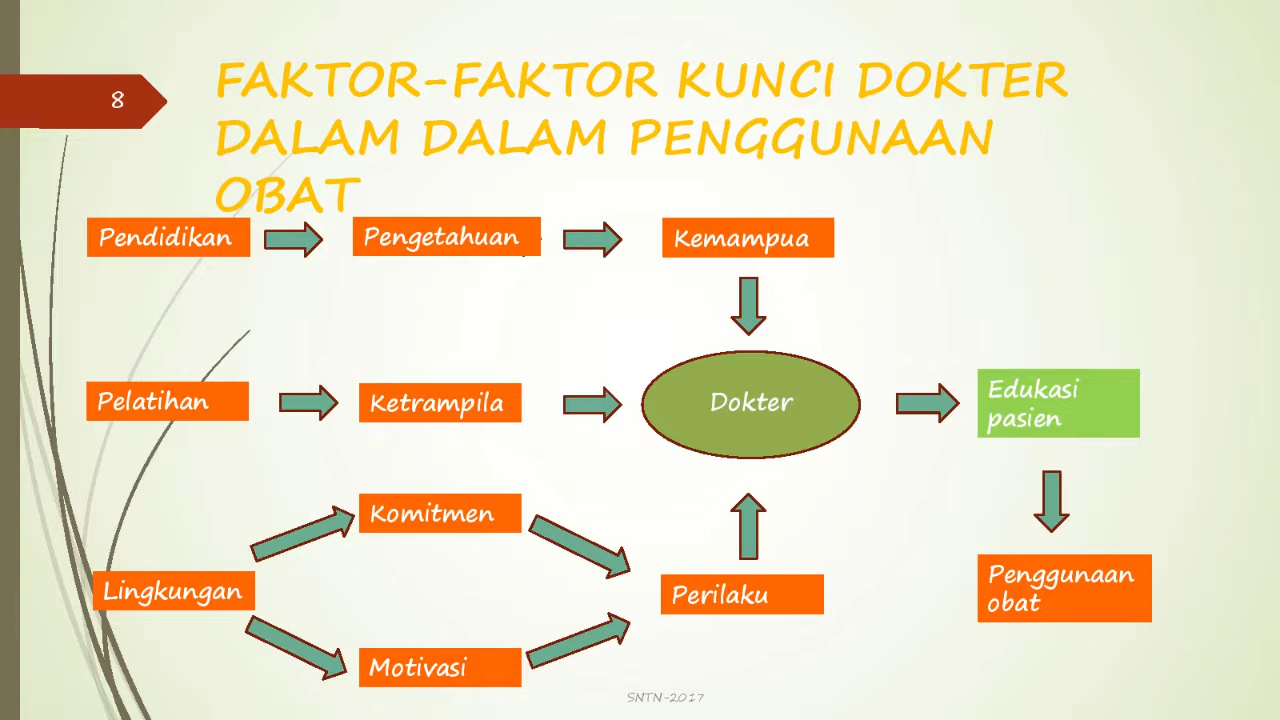 8
FAKTOR-FAKTOR KUNCI DOKTER
DALAM DALAM PENGGUNAAN
OBAT
Pendidikan
Pengetahuan
Kemampua
Pelatihan
Ketrampila
Dokter
Edukasi
pasien
Komitmen
Lingkungan
Perilaku
Penggunaan
obat
Motivasi
SNTN-2017